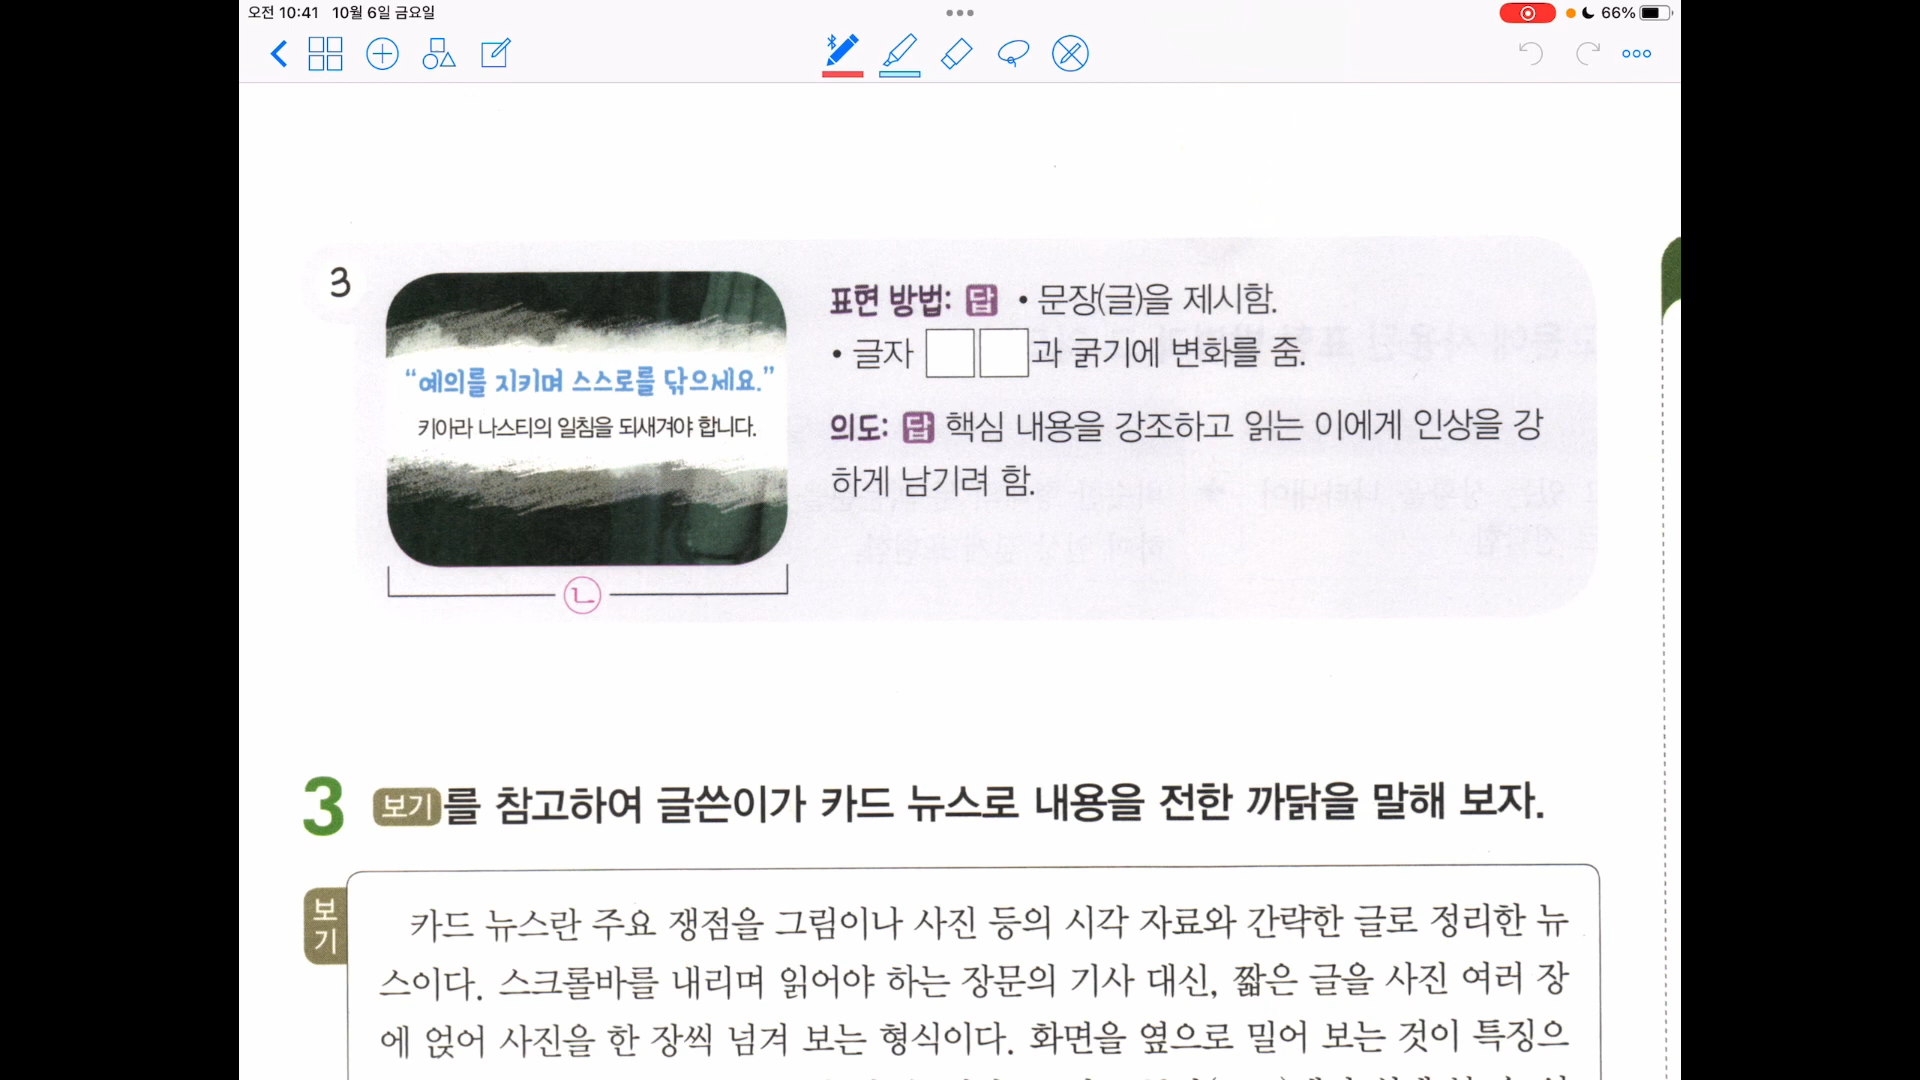 오전 10:41 10월 6일 금요일
66%
3
“예의를 지키며 스스로를 닦으세요.”
키아라 나스티의 일침을 되새겨야 합니다.
㉡
표현 방법: 답 • 문장(글)을 제시함.
• 글자 □□과 굵기에 변화를 줌.
의도: 답 핵심 내용을 강조하고 읽는 이에게 인상을 강
하게 남기려 함.
3 보기를 참고하여 글쓴이가 카드 뉴스로 내용을 전한 까닭을 말해 보자.
보기
카드 뉴스란 주요 쟁점을 그림이나 사진 등의 시각 자료와 간략한 글로 정리한 뉴
스이다. 스크롤바를 내리며 읽어야 하는 장문의 기사 대신, 짧은 글을 사진 여러 장
에 얹어 사진을 한 장씩 넘겨 보는 형식이다. 화면을 옆으로 밀어 보는 것이 특징으